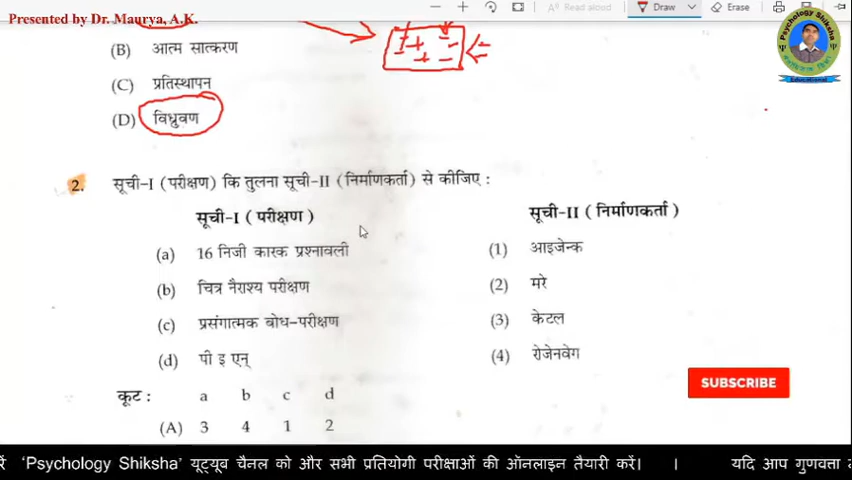 Read aloud
Draw
Erase
Presented by Dr. Maurya, A.K.
Psychology Shiksha
Educational
(B) आत्म सात्करण
(C) प्रतिस्थापन
(D) विध्रुवण
2. सूची-I (परीक्षण) कि तुलना सूची-II (निर्माणकर्ता) से कीजिए :
सूची-I (परीक्षण) सूची-II (निर्माणकर्ता)
(a) 16 निजी कारक प्रश्नावली (1) आइजेन्क
(b) चित्र नैराश्य परीक्षण (2) मरे
(c) प्रसंगात्मक बोध-परीक्षण (3) केटल
(d) पी इ एन् (4) रोजेनवेग
SUBSCRIBE
कूट : a b c d
(A) 3 4 1 2
रें 'Psychology Shiksha' यूट्यूब चैनल को और सभी प्रतियोगी परीक्षाओं की ऑनलाइन तैयारी करें। । यदि आप गुणवत्ता